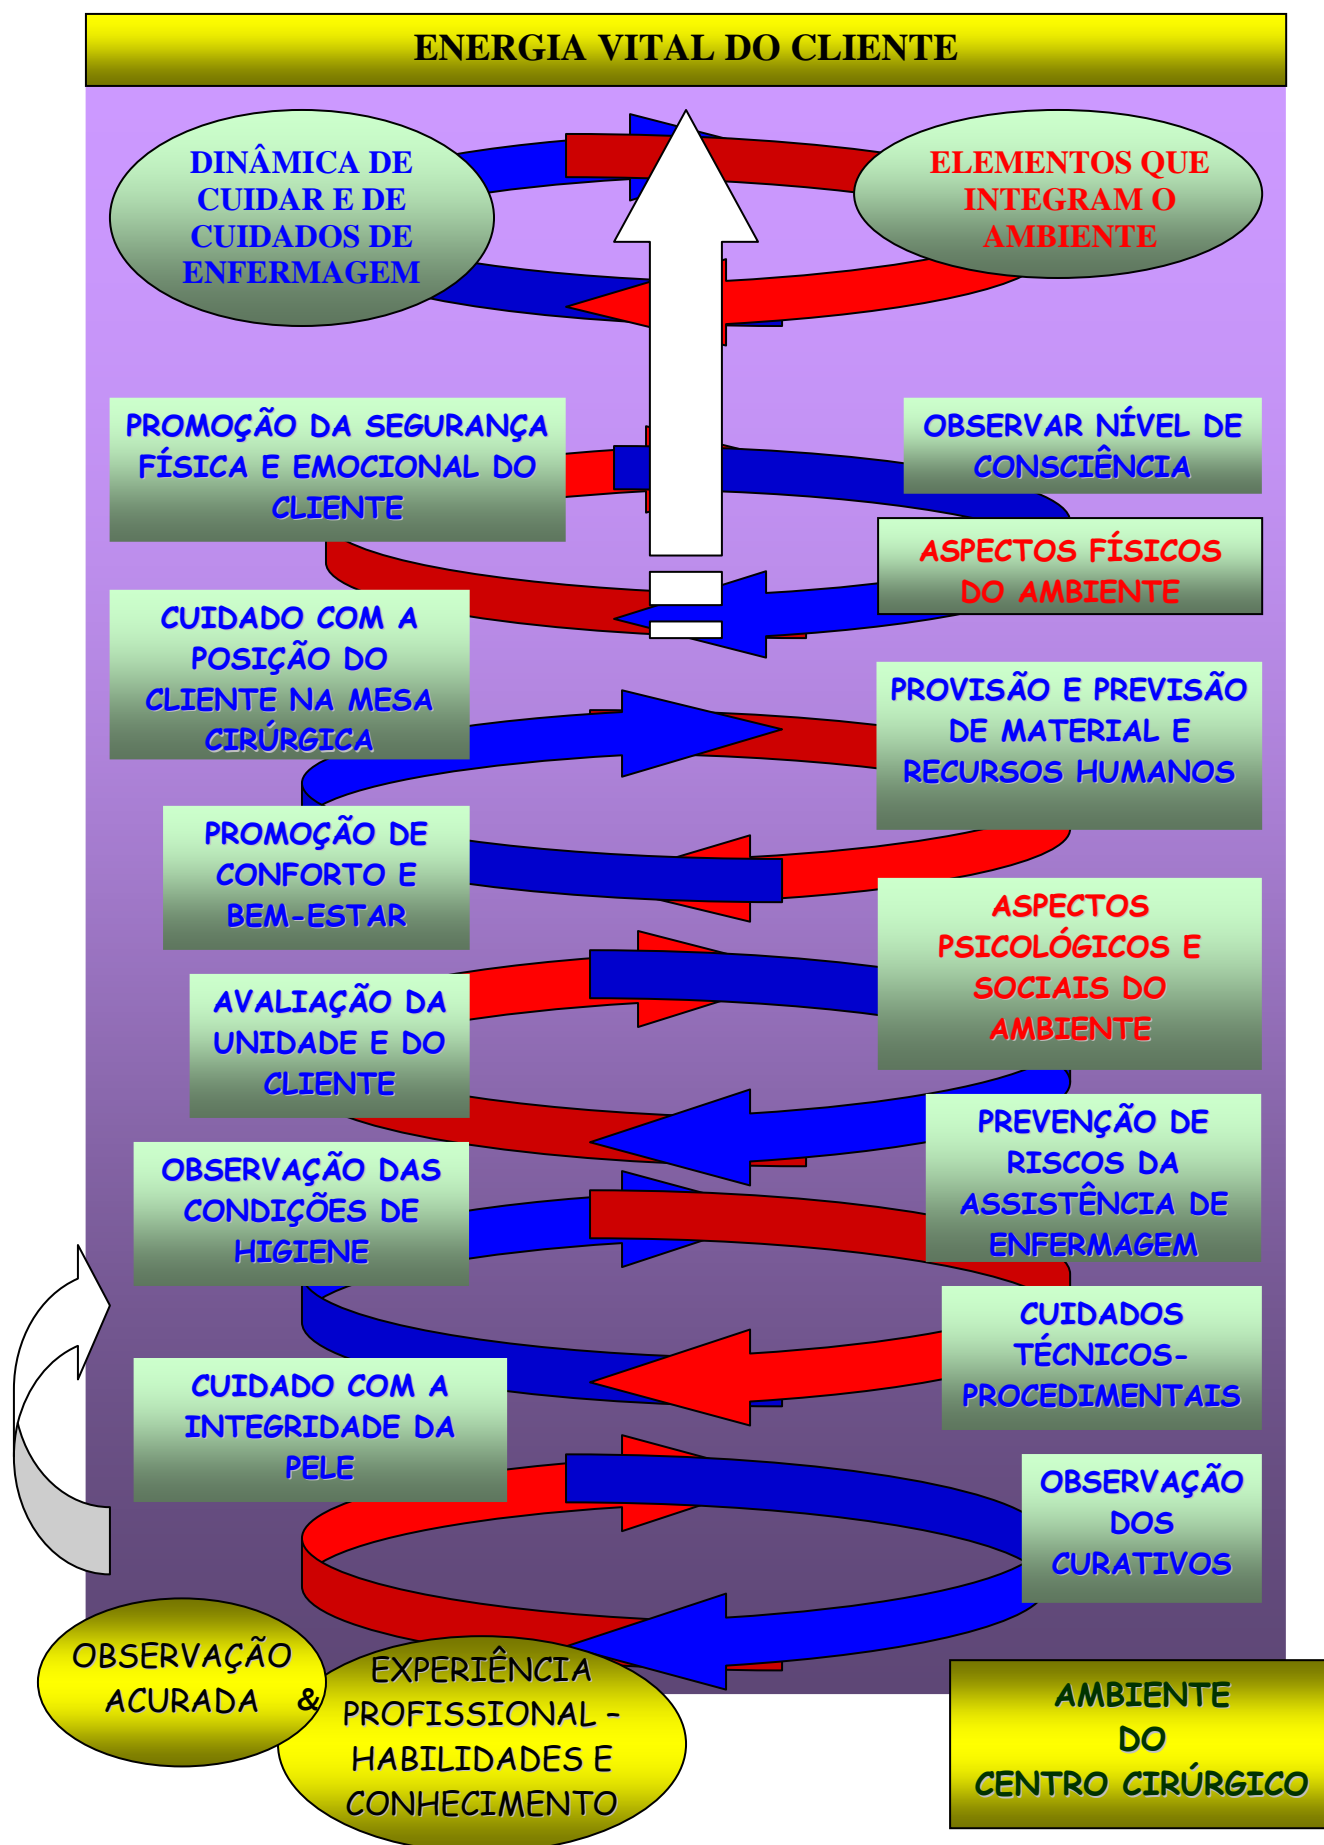 ENERGIA VITAL DO CLIENTE
DINÂMICA DE
CUIDAR E DE
CUIDADOS DE
ENFERMAGEM
ELEMENTOS QUE
INTEGRAM O
AMBIENTE
PROMOÇÃO DA SEGURANÇA
FÍSICA E EMOCIONAL DO
CLIENTE
OBSERVAR NÍVEL DE
CONSCIÊNCIA
ASPECTOS FÍSICOS
DO AMBIENTE
CUIDADO COM A
POSIÇÃO DO
CLIENTE NA MESA
CIRÚRGICA
PROVISÃO E PREVISÃO
DE MATERIAL E
RECURSOS HUMANOS
PROMOÇÃO DE
CONFORTO E
BEM-ESTAR
ASPECTOS
PSICOLÓGICOS E
SOCIAIS DO
AMBIENTE
AVALIAÇÃO DA
UNIDADE E DO
CLIENTE
PREVENÇÃO DE
RISCOS DA
ASSISTÊNCIA DE
ENFERMAGEM
OBSERVAÇÃO DAS
CONDIÇÕES DE
HIGIENE
CUIDADOS
TÉCNICOS-
PROCEDIMENTAIS
CUIDADO COM A
INTEGRIDADE DA
PELE
OBSERVAÇÃO
DOS
CURATIVOS
OBSERVAÇÃO
ACURADA &
EXPERIÊNCIA
PROFISSIONAL –
HABILIDADES E
CONHECIMENTO
AMBIENTE
DO
CENTRO CIRÚRGICO